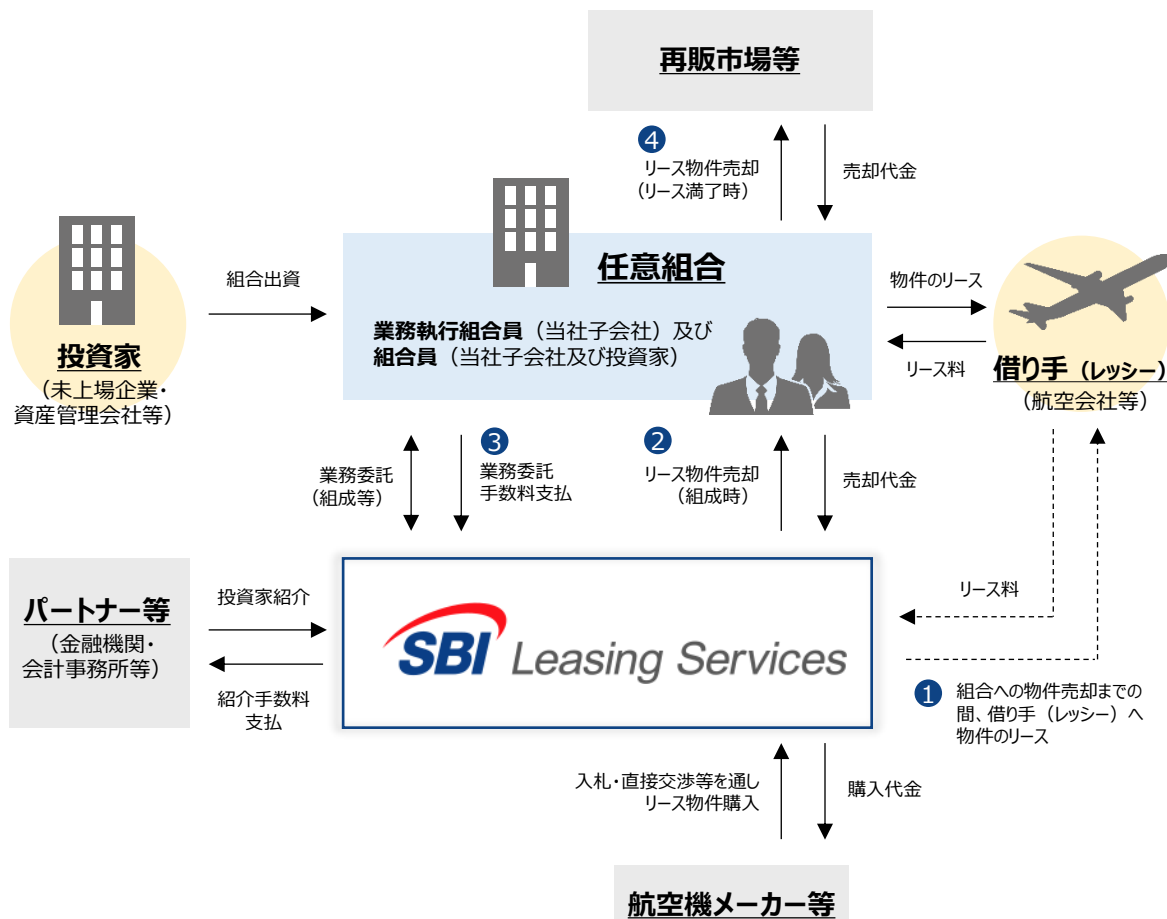 再販市場等
4
リース物件売却
（リース満了時）
売却代金
任意組合
業務執行組合員（当社子会社）及び
組合員（当社子会社及び投資家）
組合出資
投資家
（未上場企業・
資産管理会社等）
物件のリース
リース料
借り手（レッシー）
（航空会社等）
業務委託
（組成等）
3
業務委託
手数料支払
2
リース物件売却
（組成時）
売却代金
パートナー等
（金融機関・
会計事務所等）
投資家紹介
紹介手数料
支払
SBI Leasing Services
リース料
1
組合への物件売却までの
間、借り手（レッシー）へ
物件のリース
入札・直接交渉等を通し
リース物件購入
購入代金
航空機メーカー等